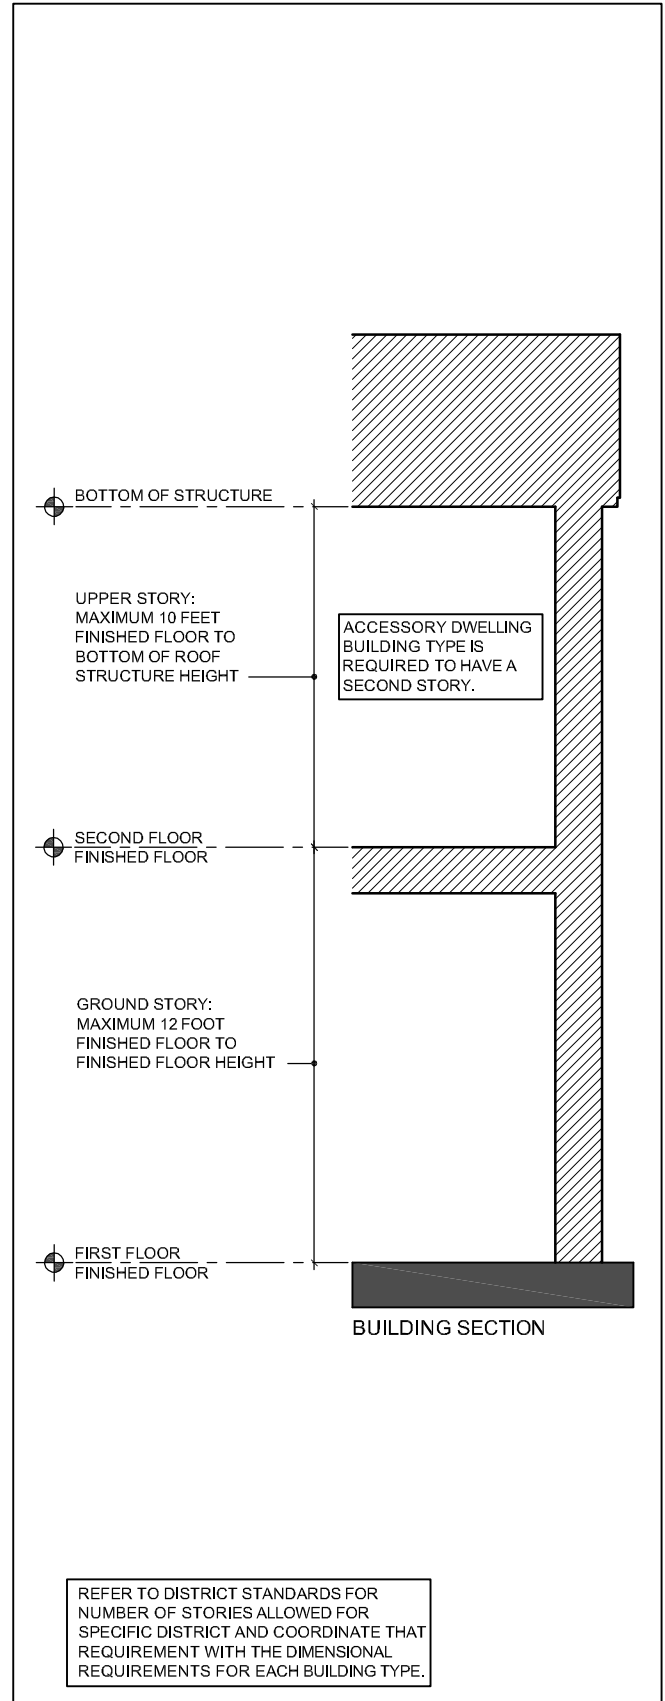 BOTTOM OF STRUCTURE
UPPER STORY:
MAXIMUM 10 FEET
FINISHED FLOOR TO
BOTTOM OF ROOF
STRUCTURE HEIGHT
ACCESSORY DWELLING
BUILDING TYPE IS
REQUIRED TO HAVE A
SECOND STORY.
SECOND FLOOR
FINISHED FLOOR
GROUND STORY:
MAXIMUM 12 FOOT
FINISHED FLOOR TO
FINISHED FLOOR HEIGHT
FIRST FLOOR
FINISHED FLOOR
BUILDING SECTION
REFER TO DISTRICT STANDARDS FOR
NUMBER OF STORIES ALLOWED FOR
SPECIFIC DISTRICT AND COORDINATE THAT
REQUIREMENT WITH THE DIMENSIONAL
REQUIREMENTS FOR EACH BUILDING TYPE.